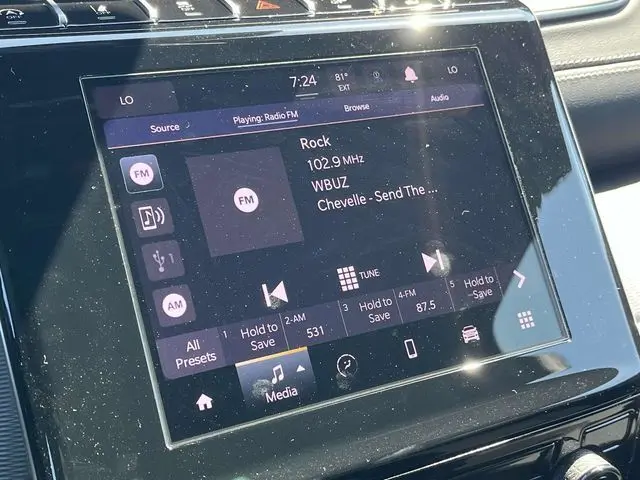 LO
7:24
81°
EXT
LO
Source
Playing: Radio FM
Browse
Audio
FM
FM
Rock
102.9 MHz
WBUZ
Chevelle - Send The ...
1
AM
TUNE
All
Presets
1
Hold to
Save
2-AM
531
3
Hold to
Save
4-FM
87.5
5
Hold to
Save
Media